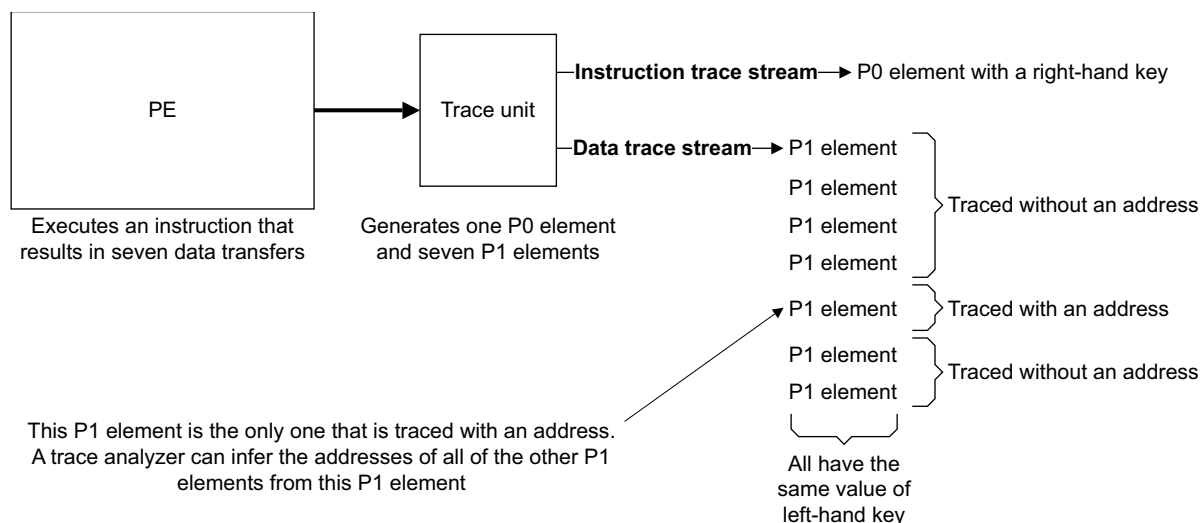 PE
Trace unit
Instruction trace stream
P0 element with a right-hand key
Data trace stream
P1 element
P1 element
P1 element
P1 element
Traced without an address
P1 element
Traced with an address
P1 element
P1 element
Traced without an address
Executes an instruction that
results in seven data transfers
Generates one P0 element
and seven P1 elements
This P1 element is the only one that is traced with an address.
A trace analyzer can infer the addresses of all of the other P1
elements from this P1 element
All have the
same value of
left-hand key